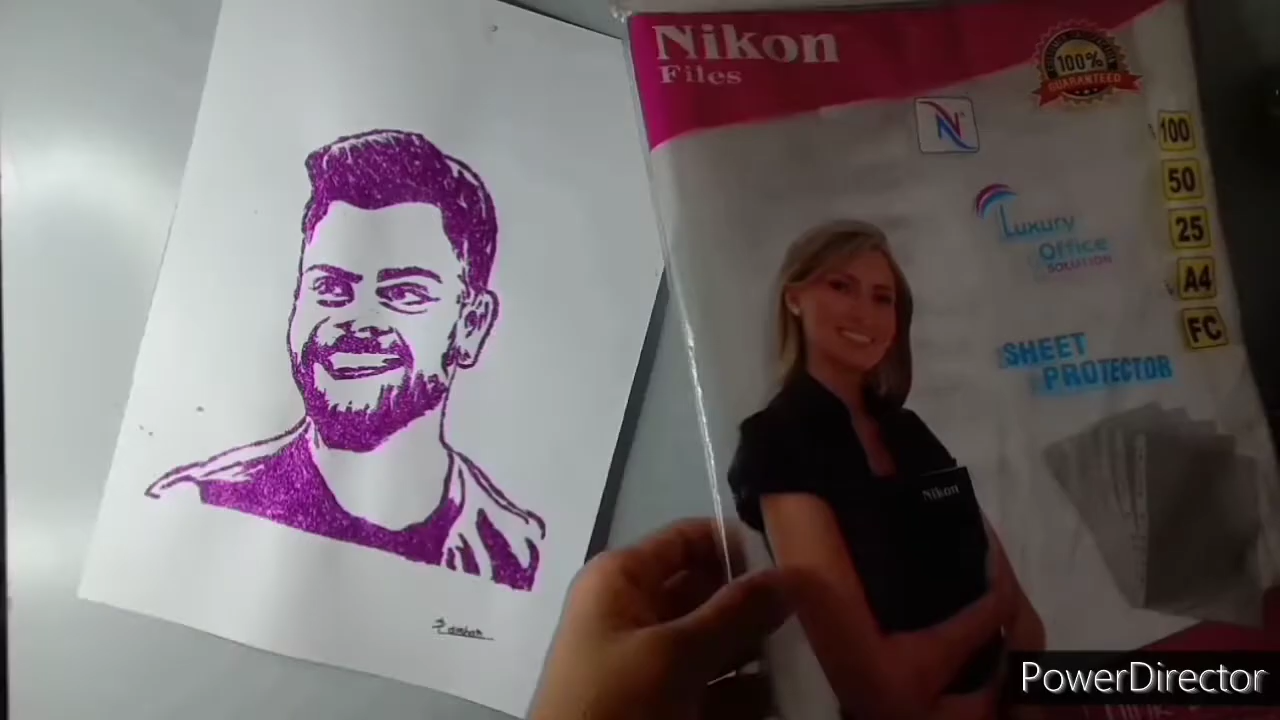 Nikon
Files
100%
GUARANTEED
N
100
50
25
A4
FC
Luxury
Office
SOLUTION
SHEET
PROTECTOR
Nikon
PowerDirector